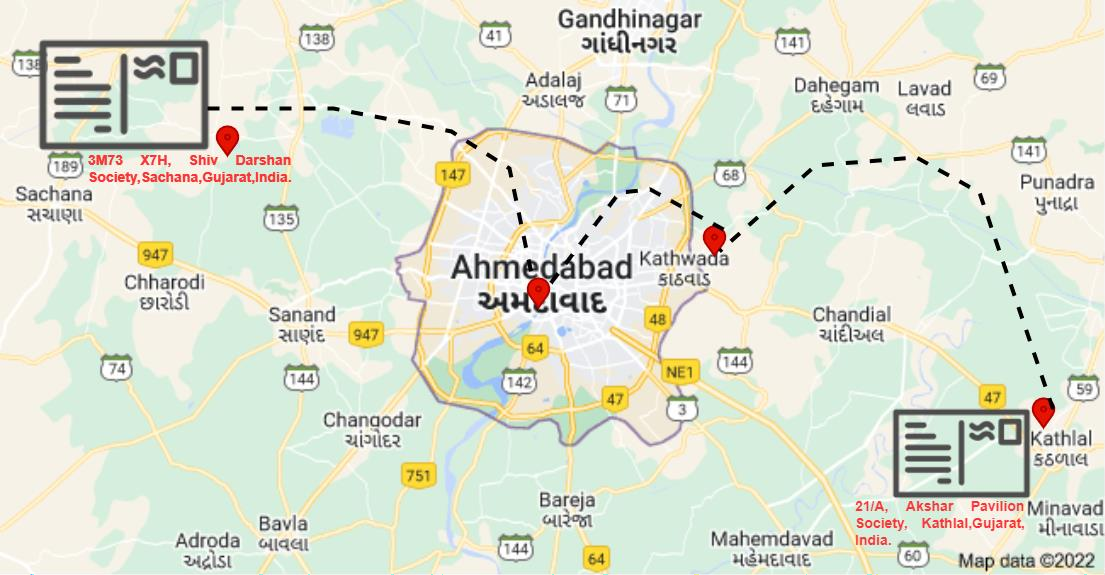 Gandhinagar
ગાંધીનગર
138
41
141
138
Adalaj
અડાલજ
71
Dahegam
દહેગામ
Lavad
લવાડ
69
189
3M73 X7H, Shiv Darshan
Society,Sachana,Gujarat,India.
147
68
141
Sachana
સચાણા
135
Punadra
પુનાદ્રા
947
Chharodi
છારોડી
Ahmedabad
અમદાવાદ
Kathwada
કાઠવાડ
Sanand
સાણંદ
947
48
Chandial
ચાંદીઅલ
64
74
144
142
NE1
144
47
3
47
59
Changodar
ચાંગોદર
Kathlal
કઠલાલ
751
21/A, Akshar Pavilion
Society, Kathlal,Gujarat,
India.
Bareja
બારેજા
Minavad
મીનાવાડા
Bavla
બાવલા
Adroda
અદ્રોડા
144
64
Mahemdavad
મહેમદાવાદ
60
Map data ©2022